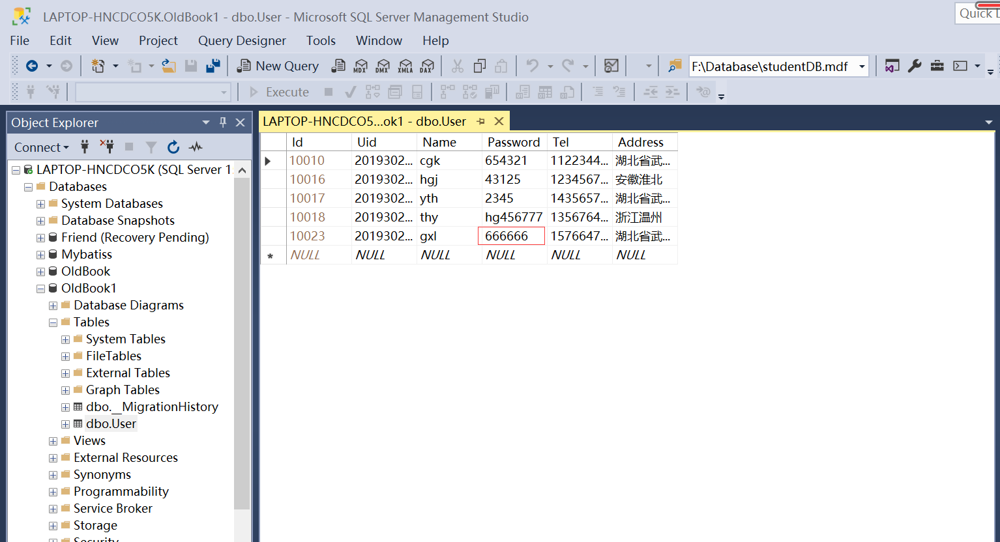 LAPTOP-HNCDCO5K.OldBook1 - dbo.User - Microsoft SQL Server Management Studio
Quick
File Edit View Project Query Designer Tools Window Help
New Query MDX DMX XMLA DAX F:\Database\studentDB.mdf
Execute
Object Explorer
Connect
LAPTOP-HNCDCO5K (SQL Server 1
Databases
System Databases
Database Snapshots
Friend (Recovery Pending)
Mybatiss
OldBook
OldBook1
Database Diagrams
Tables
System Tables
FileTables
External Tables
Graph Tables
dbo.__MigrationHistory
dbo.User
Views
External Resources
Synonyms
Programmability
Service Broker
Storage
Security
LAPTOP-HNCDCO5...ok1 - dbo.User
Id Uid Name Password Tel Address
10010 2019302... cgk 654321 1122344... 湖北省武...
10016 2019302... hgj 43125 1234567... 安徽淮北
10017 2019302... yth 2345 1435657... 湖北省武...
10018 2019302... thy hg456777 1356764... 浙江温州
10023 2019302... gxl 666666 1576647... 湖北省武...
NULL NULL NULL NULL NULL NULL